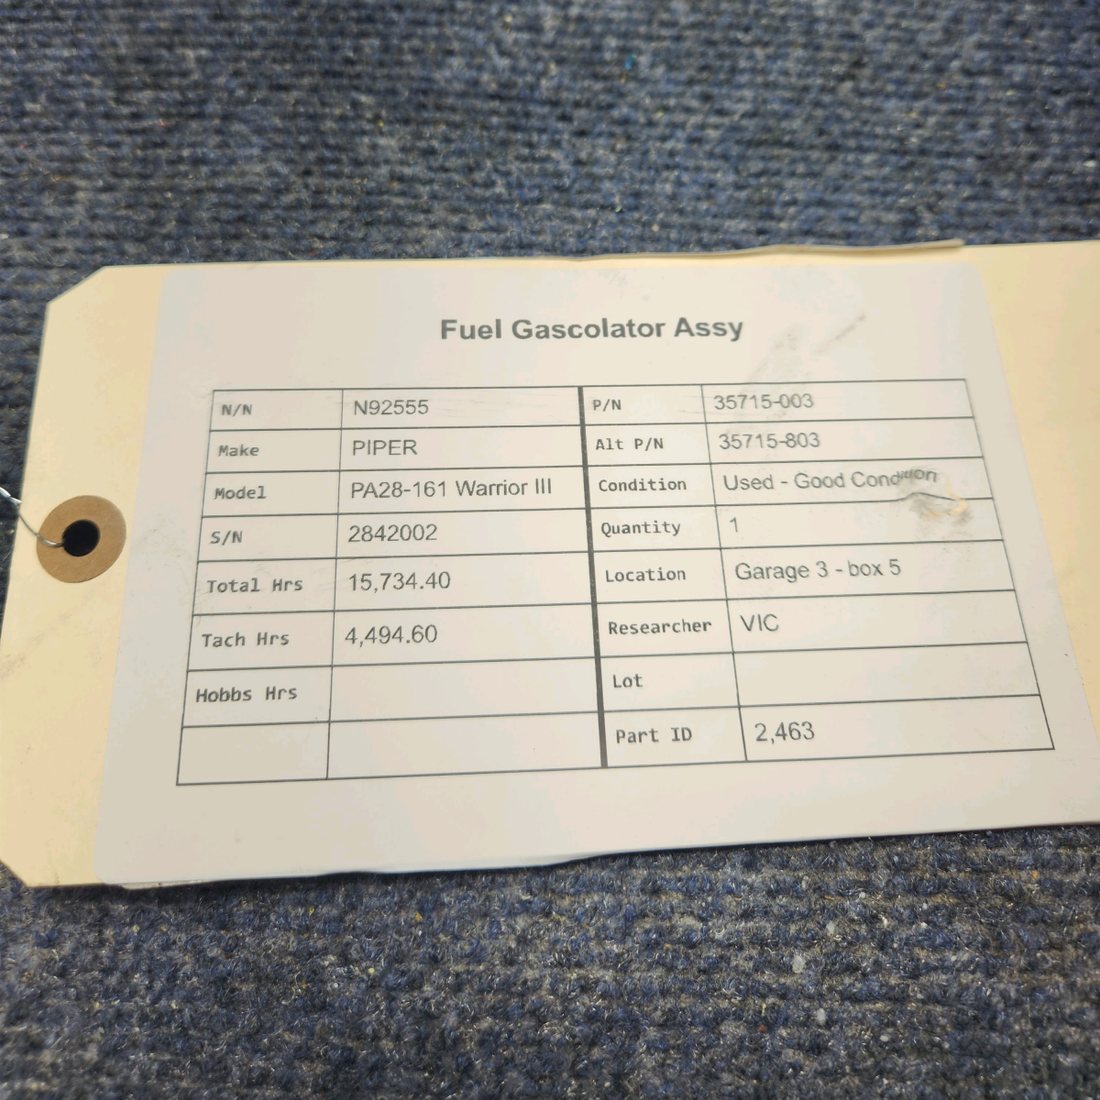 Fuel Gascolator Assy
N/N N92555 P/N 35715-003
Make PIPER Alt P/N 35715-803
Model PA28-161 Warrior III Condition Used - Good Condition
S/N 2842002 Quantity 1
Total Hrs 15,734.40 Location Garage 3 - box 5
Tach Hrs 4,494.60 Researcher VIC
Hobbs Hrs Lot
Part ID 2,463